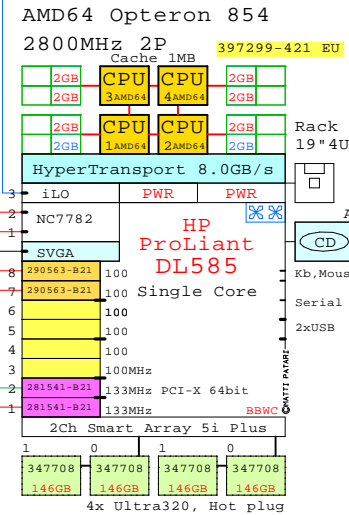 AMD64 Opteron 854
2800MHz 2P 397299-421 EU
Cache 1MB
2GB CPU CPU 2GB
2GB 3AMD64 4AMD64 2GB
2GB CPU CPU 2GB
2GB 1AMD64 2AMD64 2GB
Rack
19"4U
HyperTransport 8.0GB/s
3 iLO PWR PWR
2 NC7782
1
HP
ProLiant
DL585
Single Core
SVGA
CD
Kb,Mous
Serial
2xUSB
8 290563-B21 100
7 290563-B21 100
6 100
5 100
4 100
3 100MHz
2 281541-B21 133MHz PCI-X 64bit
1 281541-B21 133MHz
BBWC
©MATTI PATARI
2Ch Smart Array 5i Plus
1 0 1 0
347708 347708 347708 347708
146GB 146GB 146GB 146GB
4x Ultra320, Hot plug